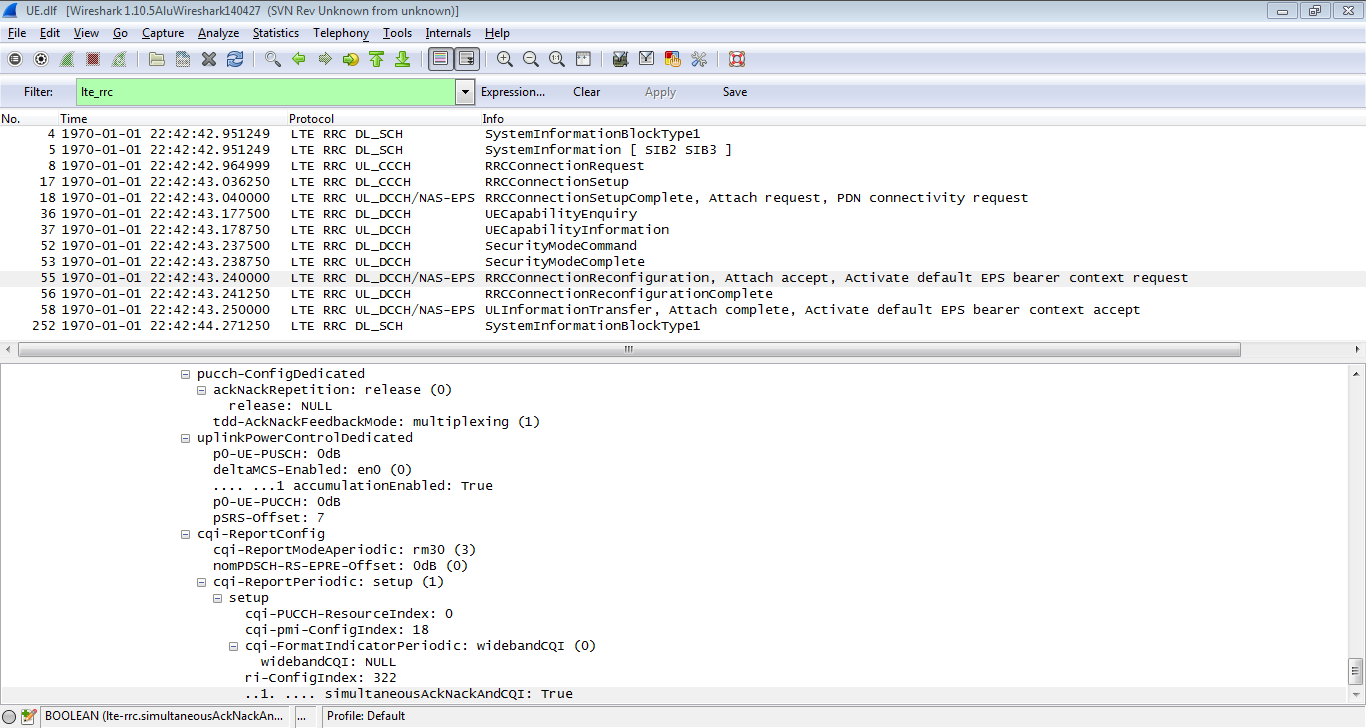 UE.dlf [Wireshark 1.10.5AluWireshark140427 (SVN Rev Unknown from unknown)]
File Edit View Go Capture Analyze Statistics Telephony Tools Internals Help
Filter: lte_rrc Expression... Clear Apply Save
No. Time Protocol Info
4 1970-01-01 22:42:42.951249 LTE RRC DL_SCH SystemInformationBlockType1
5 1970-01-01 22:42:42.951249 LTE RRC DL_SCH SystemInformation [ SIB2 SIB3 ]
8 1970-01-01 22:42:42.964999 LTE RRC UL_CCCH RRCConnectionRequest
17 1970-01-01 22:42:43.036250 LTE RRC DL_CCCH RRCConnectionSetup
18 1970-01-01 22:42:43.040000 LTE RRC UL_DCCH/NAS-EPS RRCConnectionSetupComplete, Attach request, PDN connectivity request
36 1970-01-01 22:42:43.177500 LTE RRC DL_DCCH UECapabilityEnquiry
37 1970-01-01 22:42:43.178750 LTE RRC UL_DCCH UECapabilityInformation
52 1970-01-01 22:42:43.237500 LTE RRC DL_DCCH SecurityModeCommand
53 1970-01-01 22:42:43.238750 LTE RRC UL_DCCH SecurityModeComplete
55 1970-01-01 22:42:43.240000 LTE RRC DL_DCCH/NAS-EPS RRCConnectionReconfiguration, Attach accept, Activate default EPS bearer context request
56 1970-01-01 22:42:43.241250 LTE RRC UL_DCCH RRCConnectionReconfigurationComplete
58 1970-01-01 22:42:43.250000 LTE RRC UL_DCCH/NAS-EPS ULInformationTransfer, Attach complete, Activate default EPS bearer context accept
252 1970-01-01 22:42:44.271250 LTE RRC DL_SCH SystemInformationBlockType1
pucch-ConfigDedicated
ackNackRepetition: release (0)
release: NULL
tdd-AckNackFeedbackMode: multiplexing (1)
uplinkPowerControlDedicated
p0-UE-PUSCH: 0dB
deltaMCS-Enabled: en0 (0)
.... ...1 accumulationEnabled: True
p0-UE-PUCCH: 0dB
pSRS-Offset: 7
cqi-ReportConfig
cqi-ReportModeAperiodic: rm30 (3)
nomPDSCH-RS-EPRE-Offset: 0dB (0)
cqi-ReportPeriodic: setup (1)
setup
cqi-PUCCH-ResourceIndex: 0
cqi-pmi-ConfigIndex: 18
cqi-FormatIndicatorPeriodic: widebandCQI (0)
widebandCQI: NULL
ri-ConfigIndex: 322
..1. .... simultaneousAckNackAndCQI: True
BOOLEAN (lte-rrc.simultaneousAckNackAn... ... Profile: Default